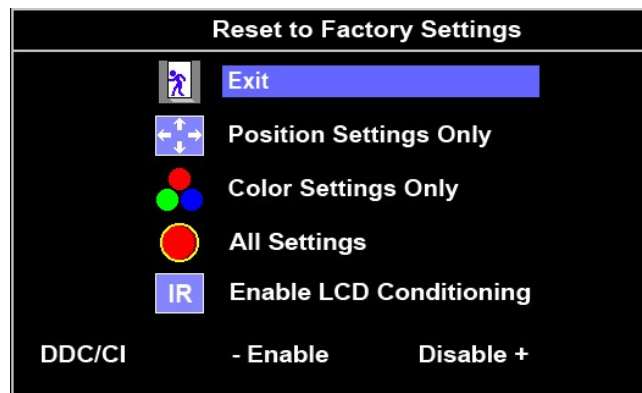 Reset to Factory Settings
Exit
Position Settings Only
Color Settings Only
All Settings
IR Enable LCD Conditioning
DDC/CI - Enable Disable +